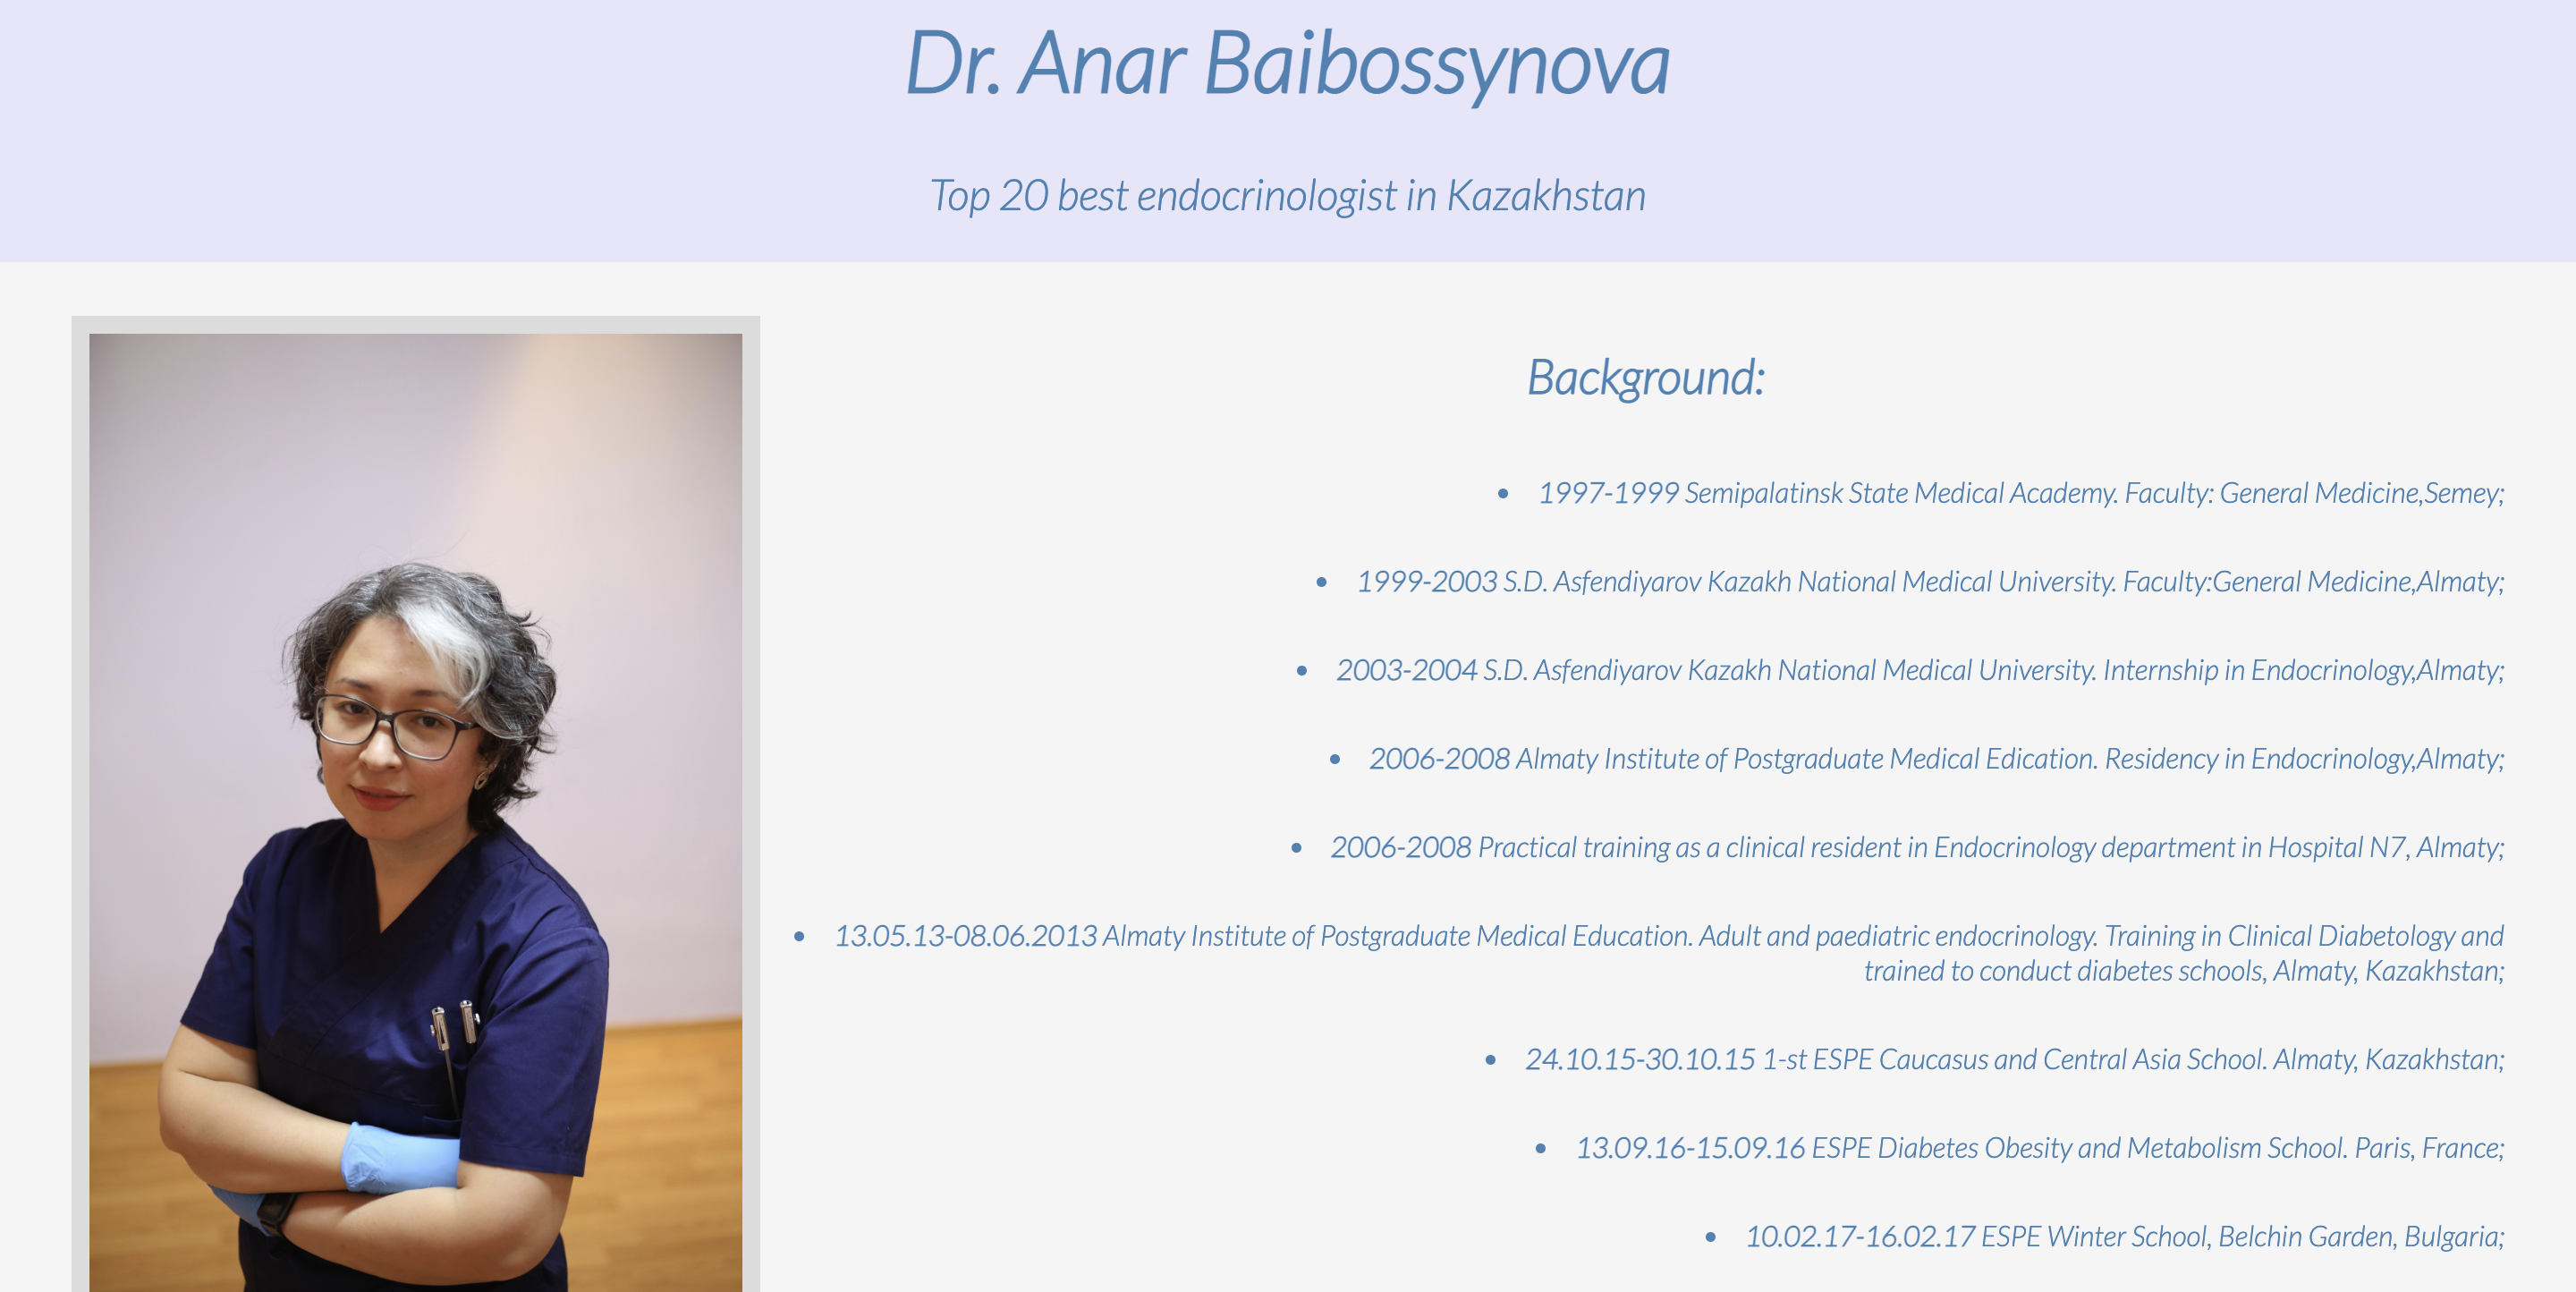 Dr. Anar Baibossynova
Top 20 best endocrinologist in Kazakhstan
Background:
• 1997-1999 Semipalatinsk State Medical Academy. Faculty: General Medicine,Semey;
• 1999-2003 S.D. Asfendiyarov Kazakh National Medical University. Faculty:General Medicine,Almaty;
• 2003-2004 S.D. Asfendiyarov Kazakh National Medical University. Internship in Endocrinology,Almaty;
• 2006-2008 Almaty Institute of Postgraduate Medical Edication. Residency in Endocrinology,Almaty;
• 2006-2008 Practical training as a clinical resident in Endocrinology department in Hospital N7, Almaty;
• 13.05.13-08.06.2013 Almaty Institute of Postgraduate Medical Education. Adult and paediatric endocrinology. Training in Clinical Diabetology and
trained to conduct diabetes schools, Almaty, Kazakhstan;
• 24.10.15-30.10.15 1-st ESPE Caucasus and Central Asia School. Almaty, Kazakhstan;
• 13.09.16-15.09.16 ESPE Diabetes Obesity and Metabolism School. Paris, France;
• 10.02.17-16.02.17 ESPE Winter School, Belchin Garden, Bulgaria;